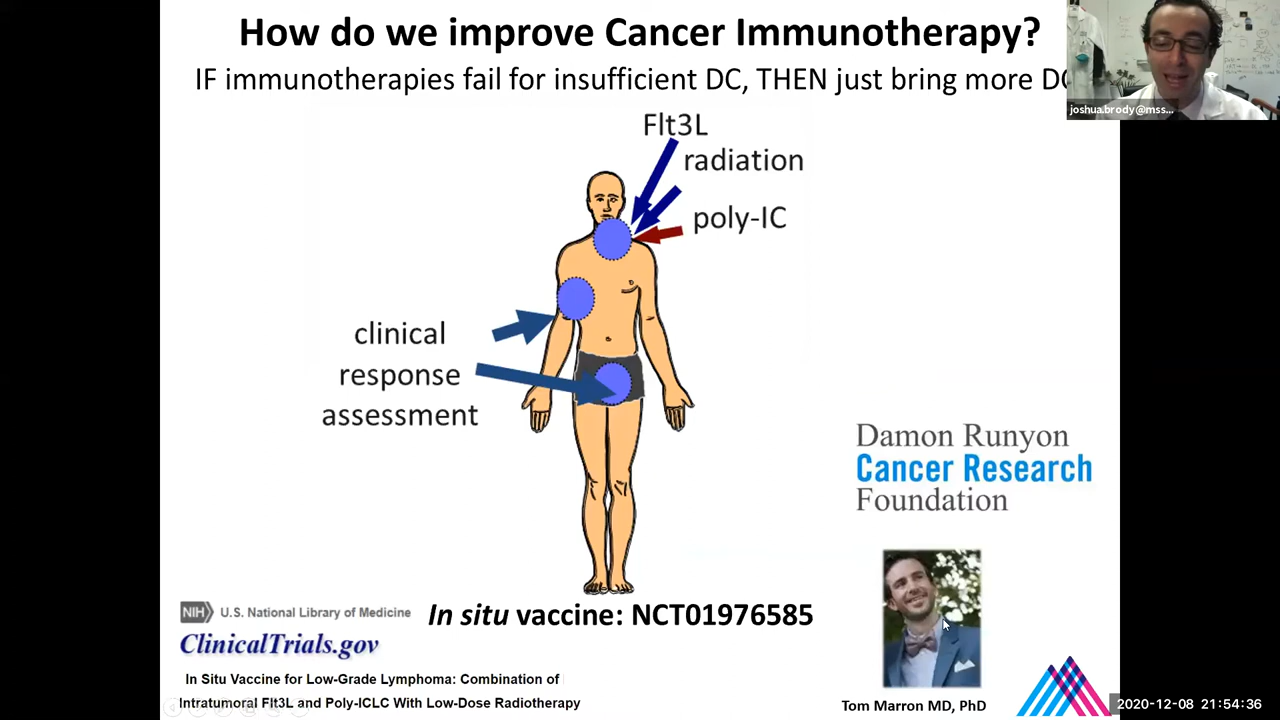 How do we improve Cancer Immunotherapy?
IF immunotherapies fail for insufficient DC, THEN just bring more
joshua.brody@mss...
Flt3L
radiation
poly-IC
clinical
response
assessment
Damon Runyon
Cancer Research
Foundation
NIH U.S. National Library of Medicine
ClinicalTrials.gov
In situ vaccine: NCT01976585
In Situ Vaccine for Low-Grade Lymphoma: Combination of
Intratumoral Flt3L and Poly-ICLC With Low-Dose Radiotherapy
Tom Marron MD, PhD
2020-12-08 21:54:36